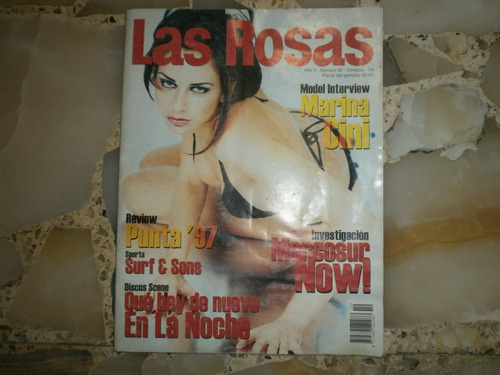 Las Rosas
Model Interview
Marina
Cini
Review
Punta '97
Sports
Surf & Sons
Investigación
Mercosur
Now!
Discos Scene
Qué hay de nuevo
En La Noche